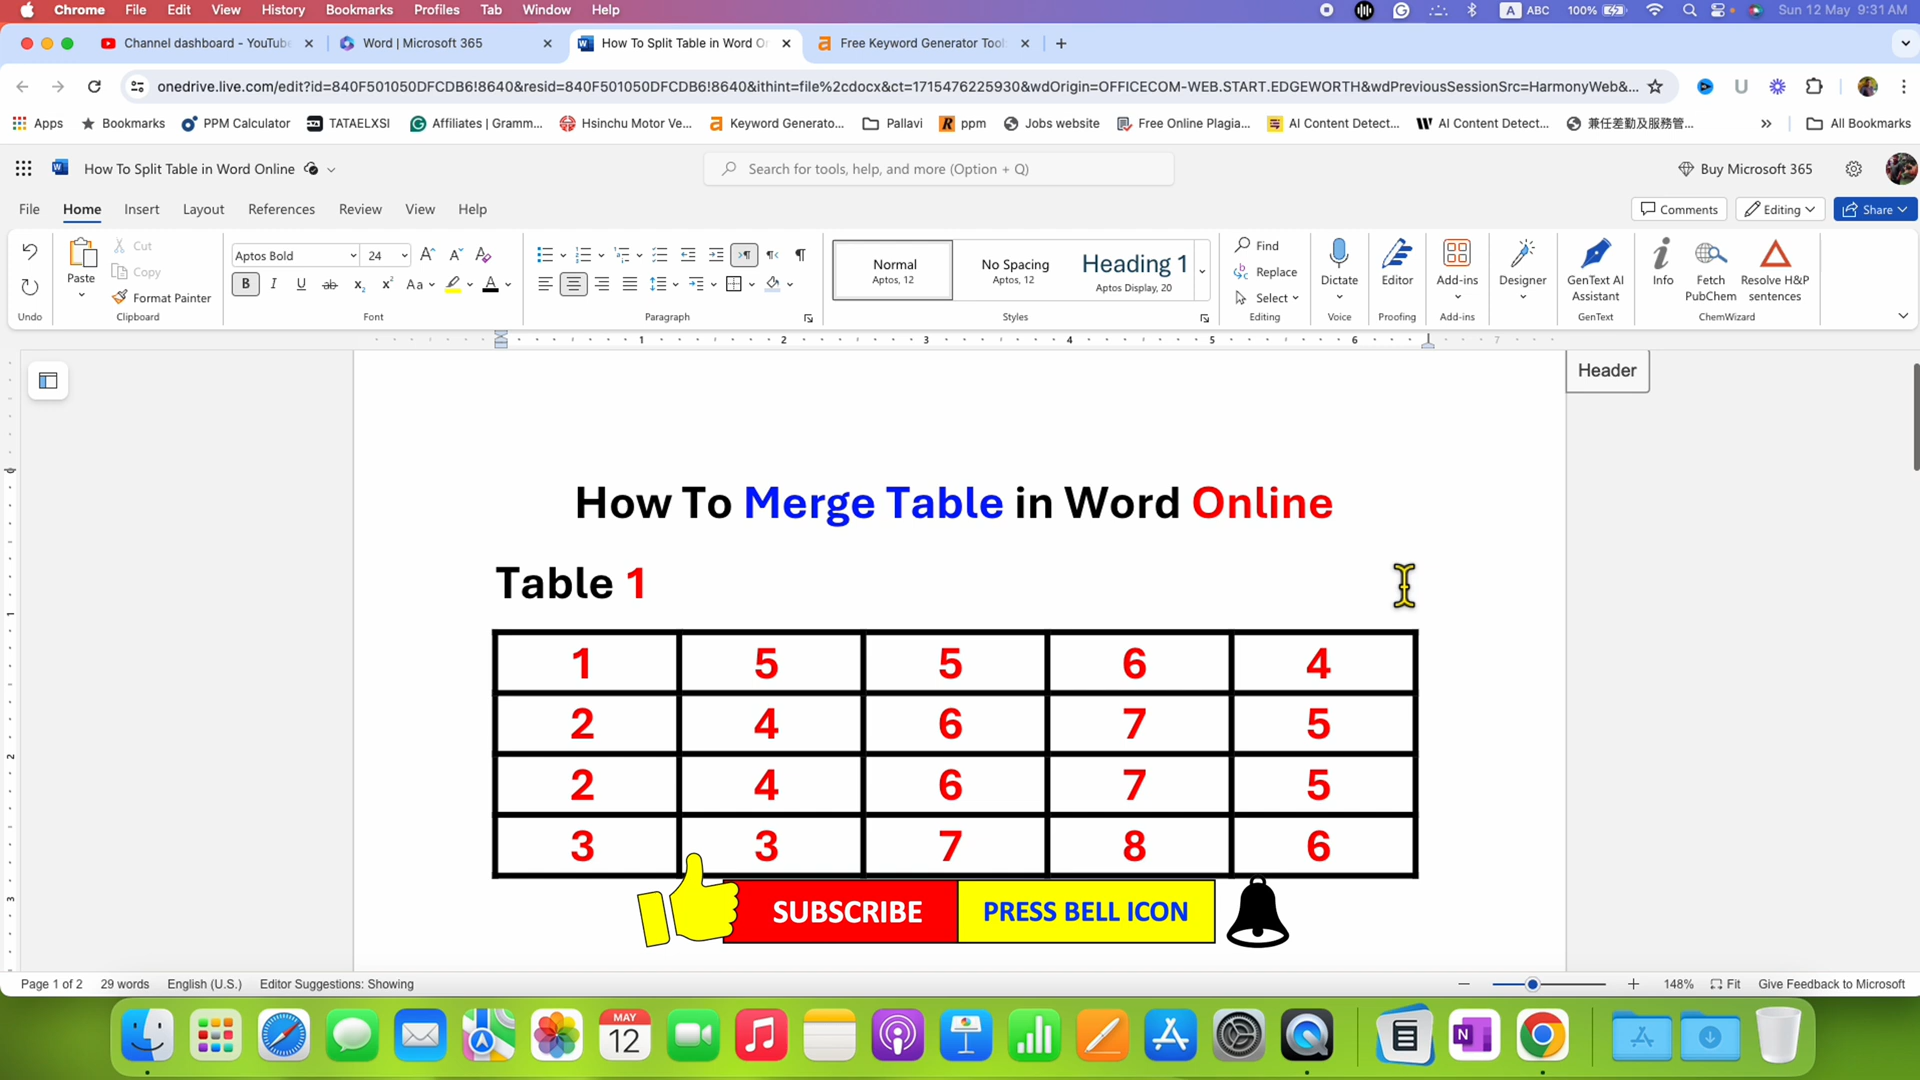 Chrome File Edit View History Bookmarks Profiles Tab Window Help A ABC 100% Sun 12 May 9:31 AM
Channel dashboard - YouTube Word | Microsoft 365 How To Split Table in Word On Free Keyword Generator Tool
onedrive.live.com/edit?id=840F501050DFCDB6!8640&resid=840F501050DFCDB6!8640&ithint=file%2cdocx&ct=1715476225930&wdOrigin=OFFICECOM-WEB.START.EDGEWORTH&wdPreviousSessionSrc=HarmonyWeb&...
Apps Bookmarks PPM Calculator TATAELXSI Affiliates | Gramm... Hsinchu Motor Ve... Keyword Generato... Pallavi ppm Jobs website Free Online Plagia... AI Content Detect... AI Content Detect... 兼任差勤及服務管... All Bookmarks
How To Split Table in Word Online Search for tools, help, and more (Option + Q) Buy Microsoft 365
File Home Insert Layout References Review View Help Comments Editing Share
Paste Cut Copy Format Painter
Aptos Bold 24
Normal Aptos, 12 No Spacing Aptos, 12 Heading 1 Aptos Display, 20
Find Replace Select
Dictate Editor Add-ins Designer GenText AI Assistant Info Fetch PubChem Resolve H&P sentences
Undo Clipboard Font Paragraph Styles Editing Voice Proofing Add-ins GenText ChemWizard
1 2 3 4 5 6 7
Header
How To Merge Table in Word Online
Table 1
1 5 5 6 4
2 4 6 7 5
2 4 6 7 5
3 3 7 8 6
SUBSCRIBE PRESS BELL ICON
Page 1 of 2 29 words English (U.S.) Editor Suggestions: Showing 148% Fit Give Feedback to Microsoft
MAY
12